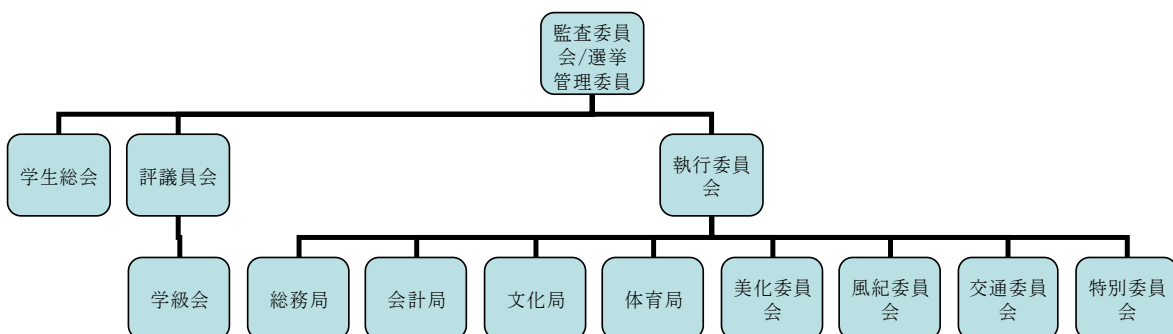 監査委員
会/選挙
管理委員
学生総会
評議員会
執行委員
会
学級会
総務局
会計局
文化局
体育局
美化委員
会
風紀委員
会
交通委員
会
特別委員
会